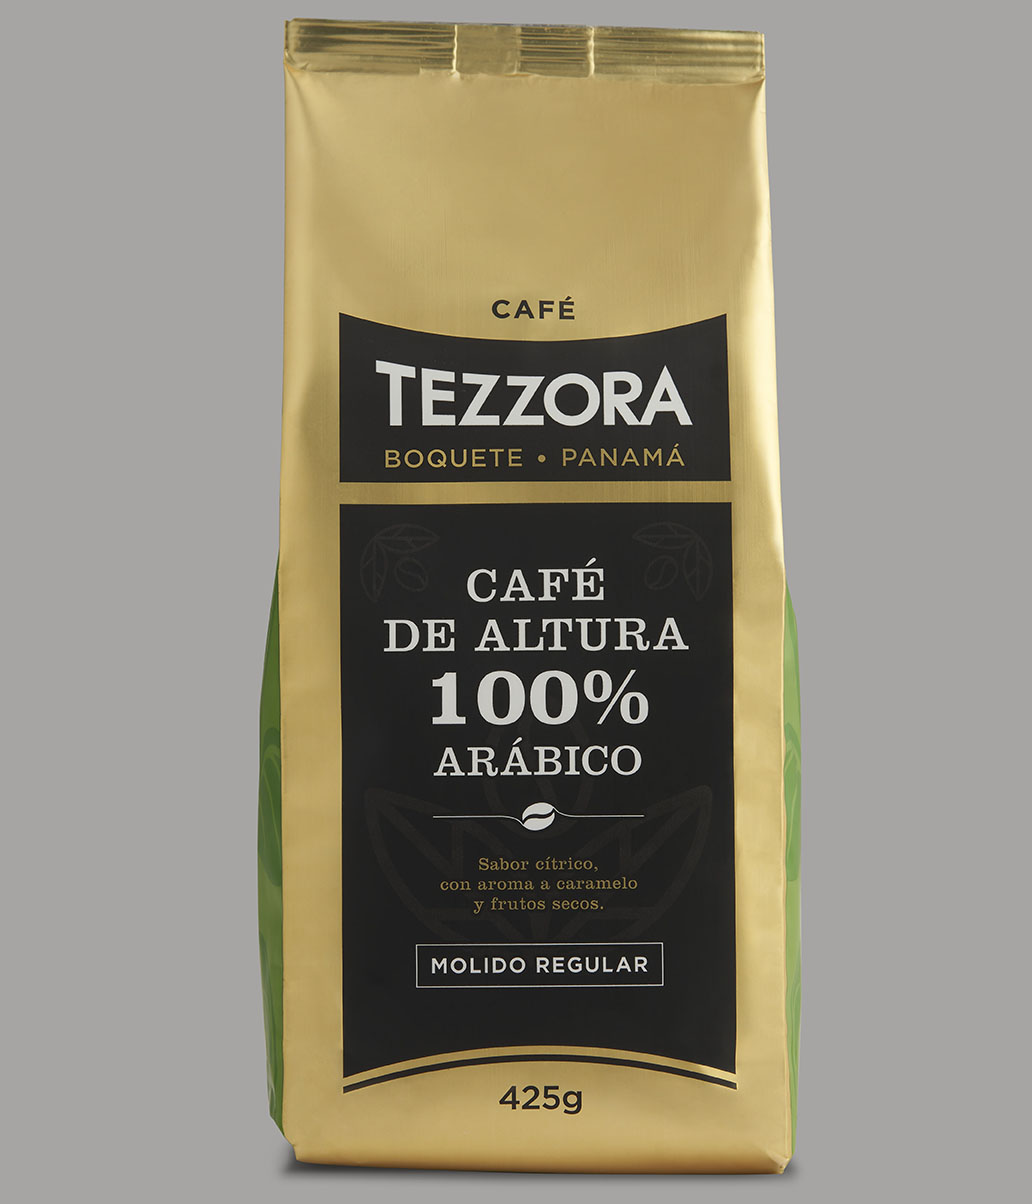 CAFÉ
TEZZORA
BOQUETE • PANAMÁ
CAFÉ
DE ALTURA
100%
ARÁBICO
Sabor cítrico,
con aroma a caramelo
y frutos secos.
MOLIDO REGULAR
425g